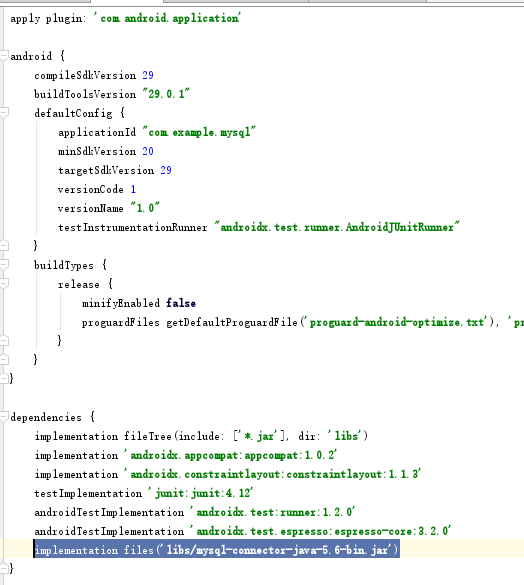 apply plugin: 'com.android.application'
android {
compileSdkVersion 29
buildToolsVersion "29.0.1"
defaultConfig {
applicationId "com.example.mysql"
minSdkVersion 20
targetSdkVersion 29
versionCode 1
versionName "1.0"
testInstrumentationRunner "androidx.test.runner.AndroidJUnitRunner"
}
buildTypes {
release {
minifyEnabled false
proguardFiles getDefaultProguardFile('proguard-android-optimize.txt'), 'pr
}
}
}
dependencies {
implementation fileTree(include: ['*.jar'], dir: 'libs')
implementation 'androidx.appcompat:appcompat:1.0.2'
implementation 'androidx.constraintlayout:constraintlayout:1.1.3'
testImplementation 'junit:junit:4.12'
androidTestImplementation 'androidx.test:runner:1.2.0'
androidTestImplementation 'androidx.test.espresso:espresso-core:3.2.0'
implementation files('libs/mysql-connector-java-5.6-bin.jar')
}